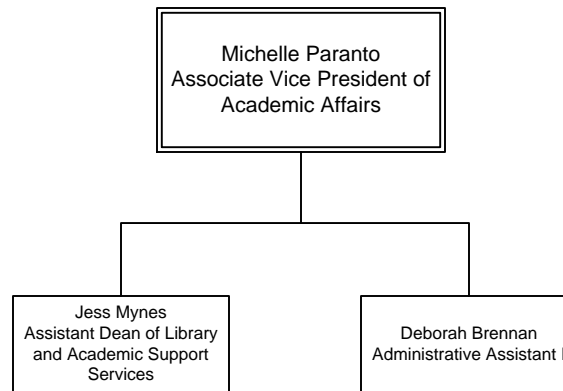 Michelle Paranto
Associate Vice President of
Academic Affairs
Jess Mynes
Assistant Dean of Library
and Academic Support
Services
Deborah Brennan
Administrative Assistant I